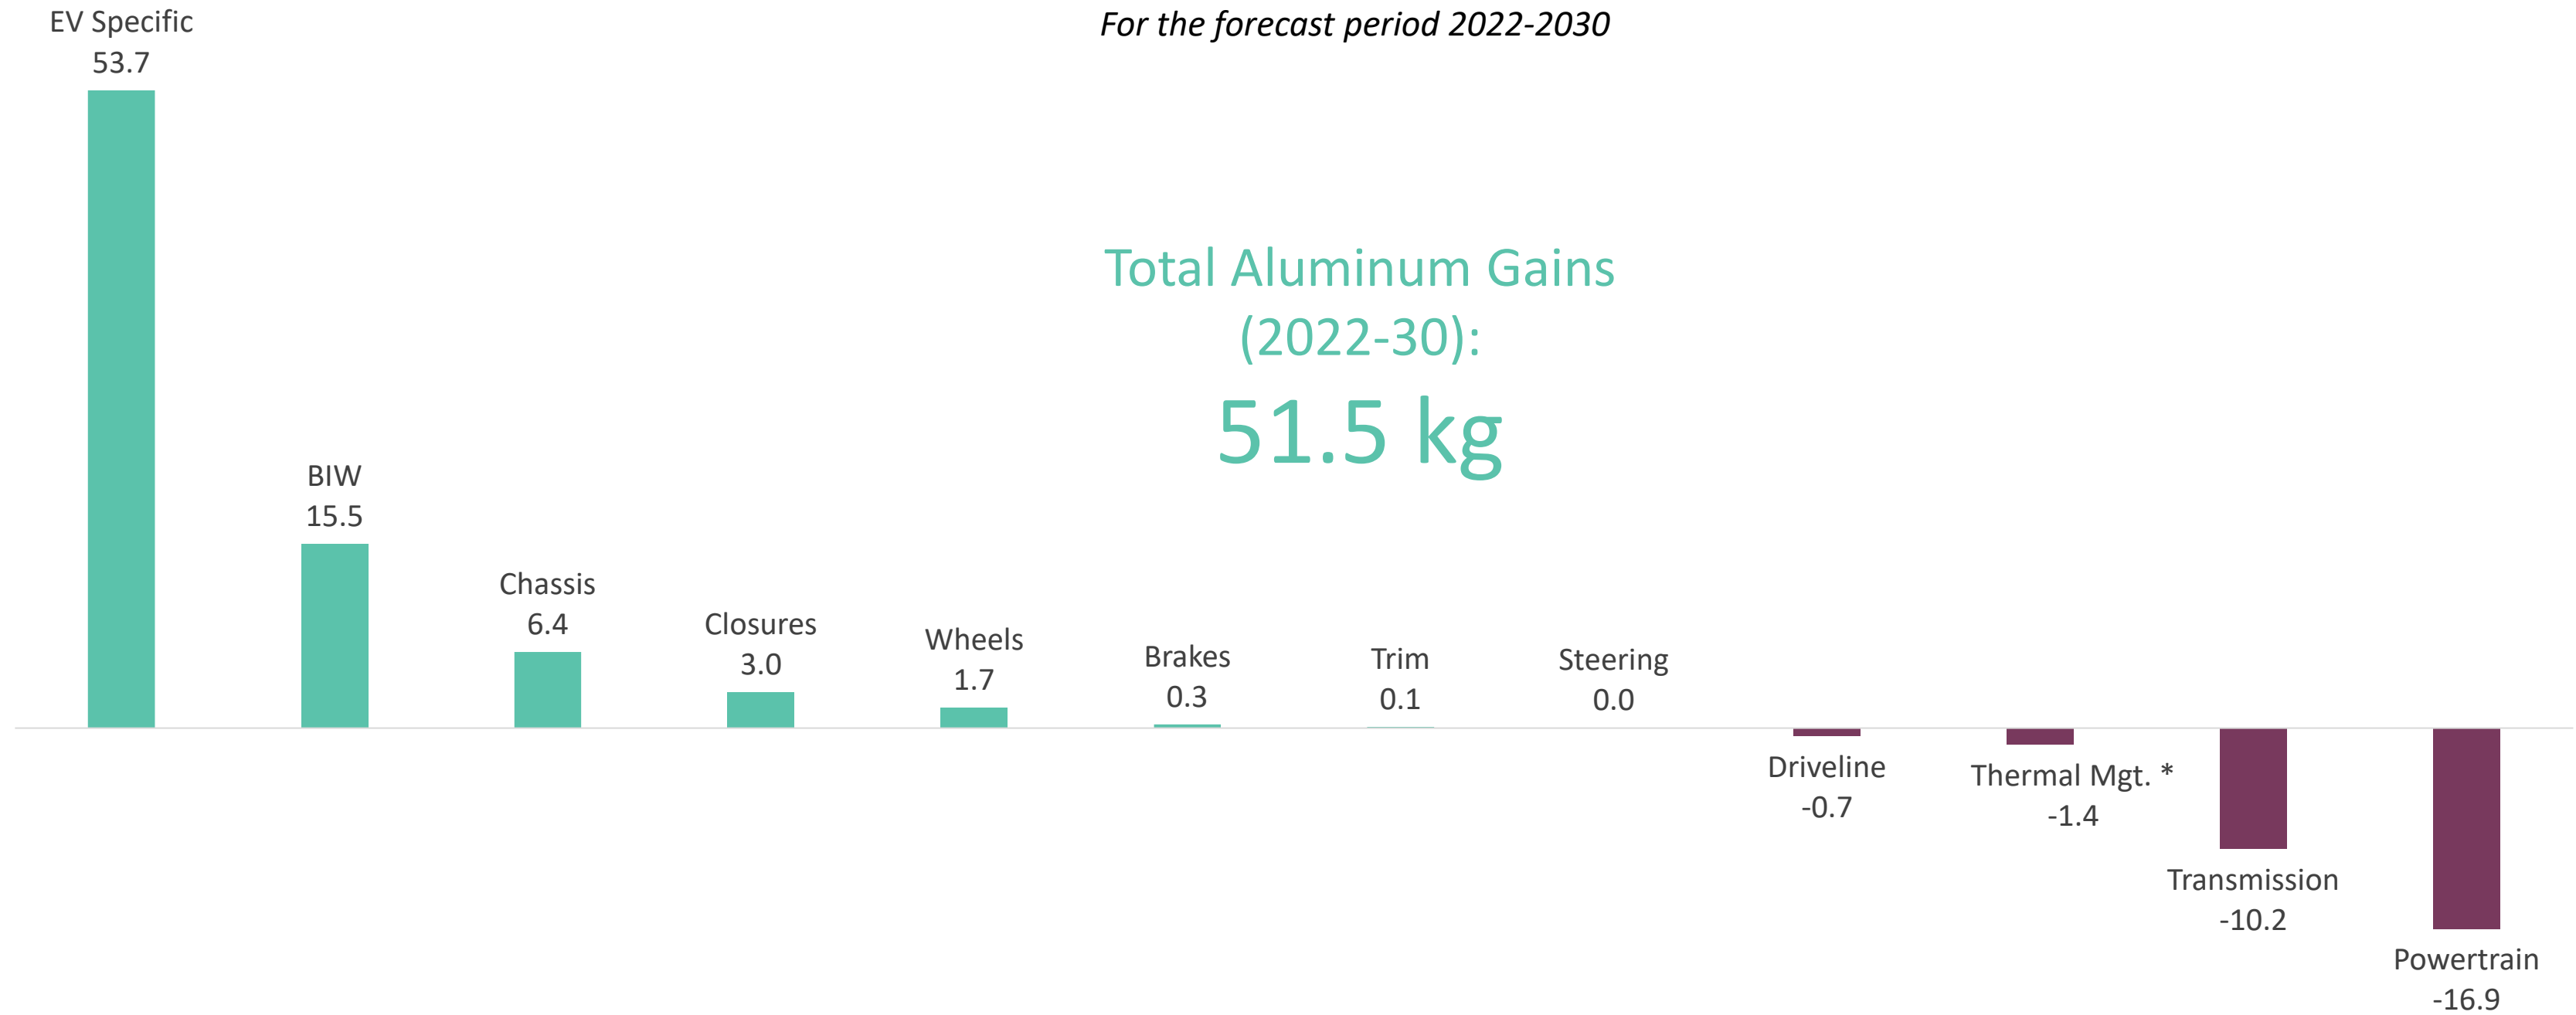 For the forecast period 2022-2030
EV Specific
53.7
Total Aluminum Gains
(2022-30):
51.5 kg
BIW
15.5
Chassis
6.4
Closures
3.0
Wheels
1.7
Brakes
0.3
Trim
0.1
Steering
0.0
Driveline
-0.7
Thermal Mgt. *
-1.4
Transmission
-10.2
Powertrain
-16.9